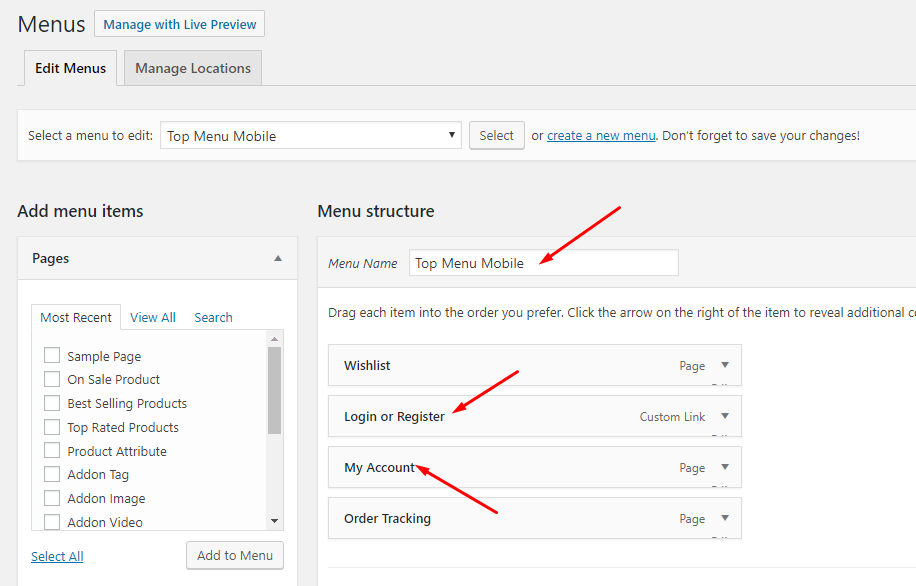 Menus Manage with Live Preview
Edit Menus Manage Locations
Select a menu to edit: Top Menu Mobile Select or create a new menu. Don't forget to save your changes!
Add menu items
Pages
Most Recent View All Search
Sample Page
On Sale Product
Best Selling Products
Top Rated Products
Product Attribute
Addon Tag
Addon Image
Addon Video
Select All Add to Menu
Menu structure
Menu Name Top Menu Mobile
Drag each item into the order you prefer. Click the arrow on the right of the item to reveal additional
Wishlist Page
Login or Register Custom Link
My Account Page
Order Tracking Page